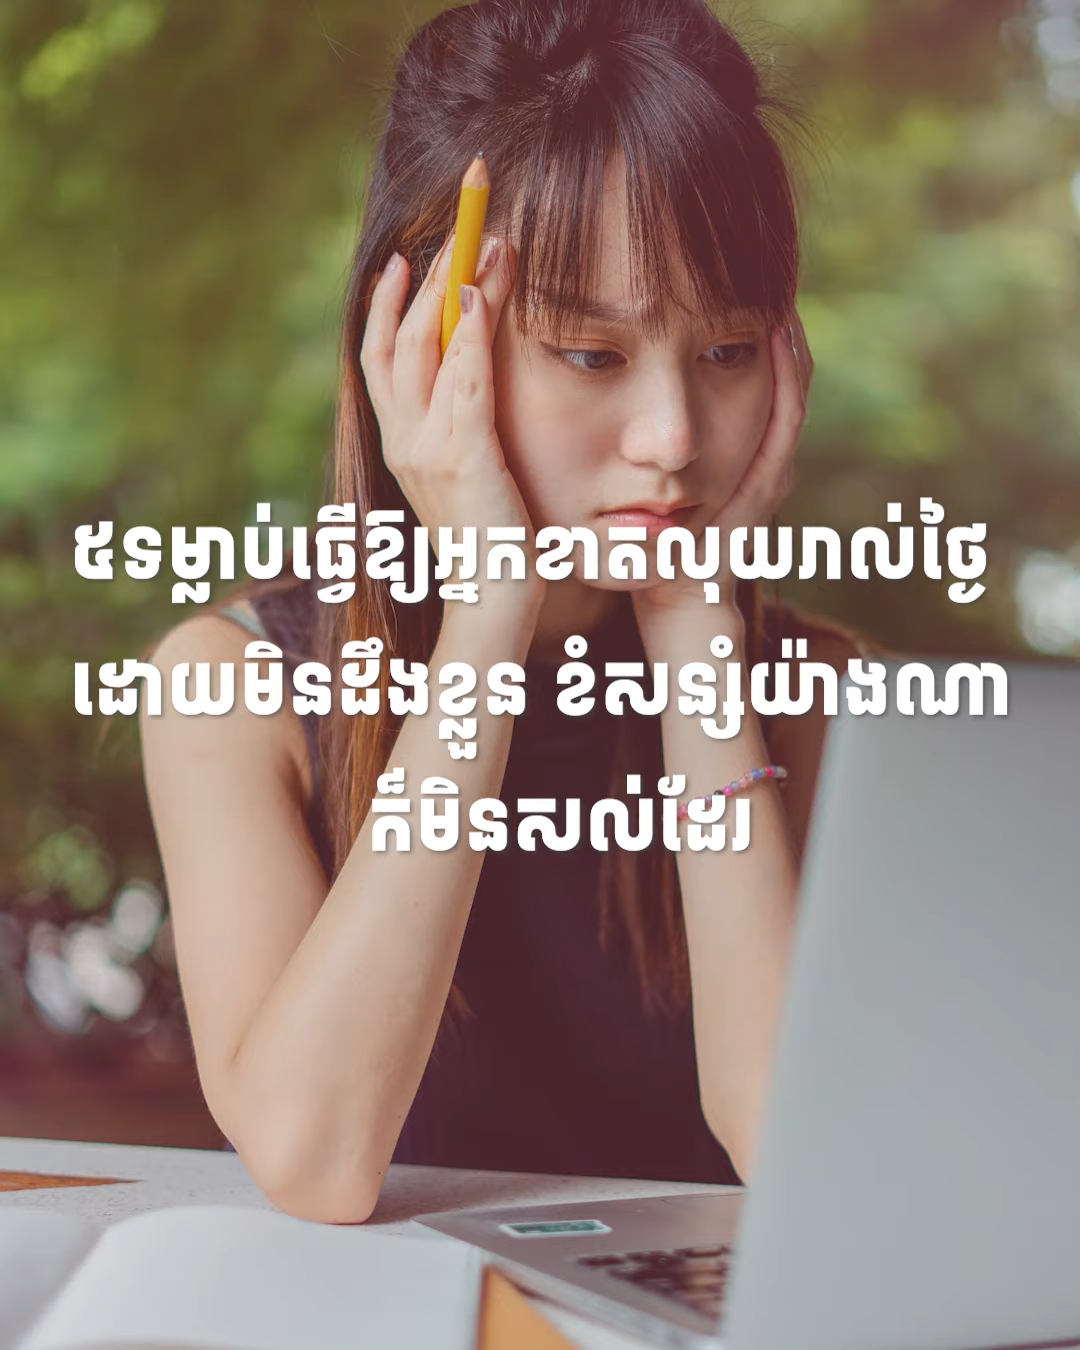 ៥ទម្លាប់ធ្វើឱ្យអ្នកខាតលុយរាល់ថ្ងៃ
ដោយមិនដឹងខ្លួន ខំសន្សំយ៉ាងណា
ក៏មិនសល់ដែរ